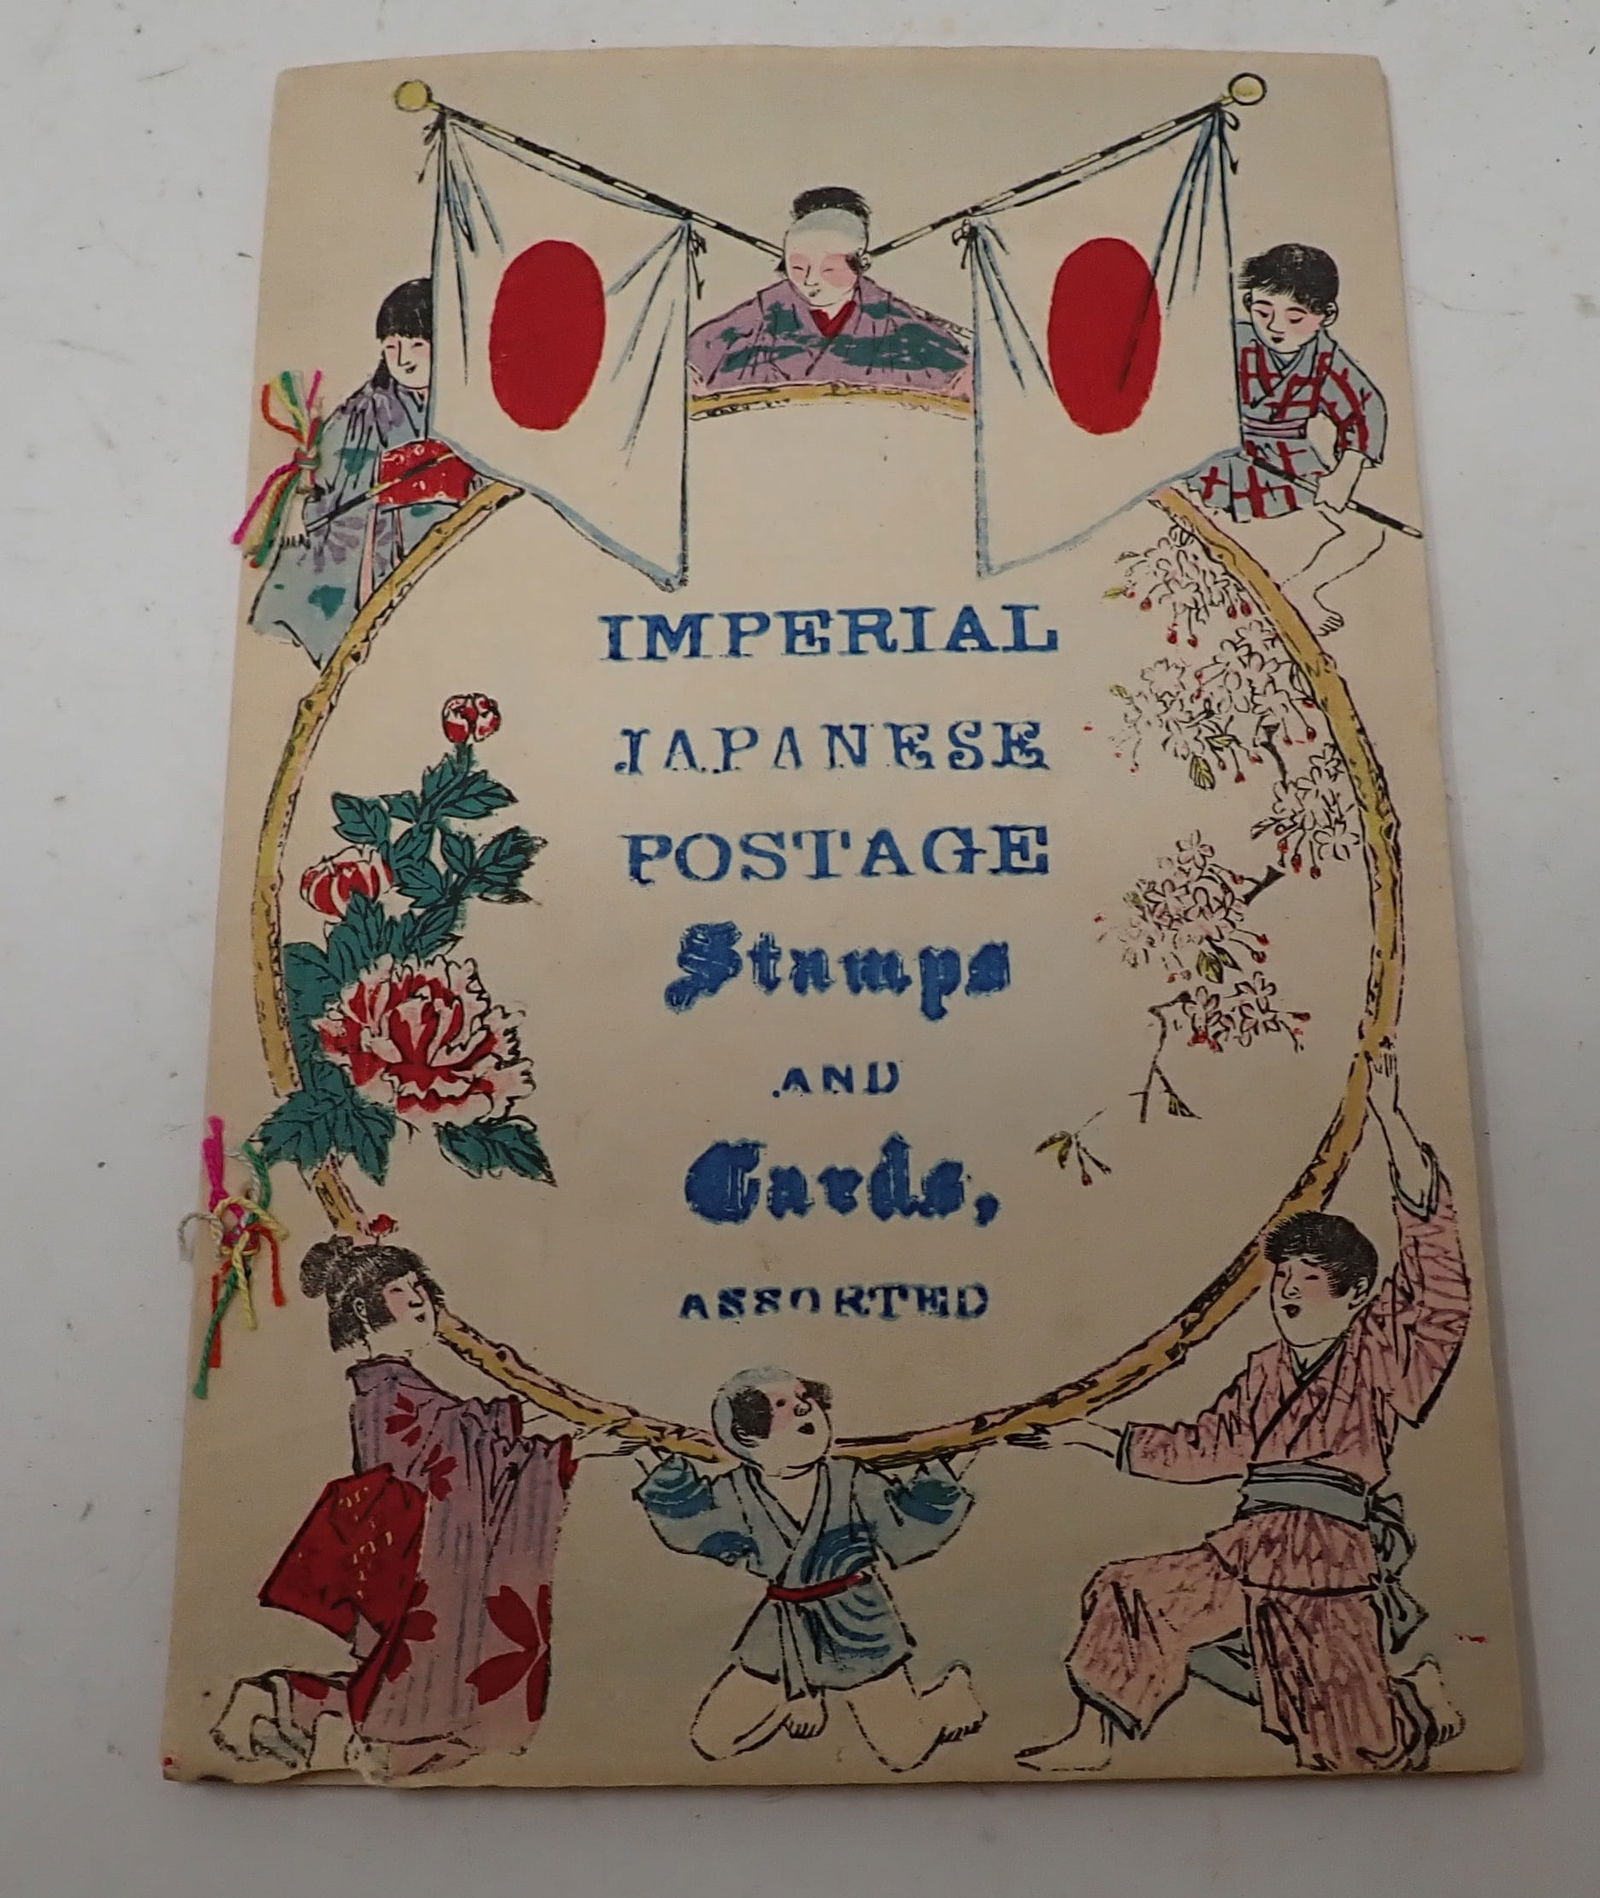 IMPERIAL
JAPANESE
POSTAGE
Stamps
AND
Cards,
ASSORTED